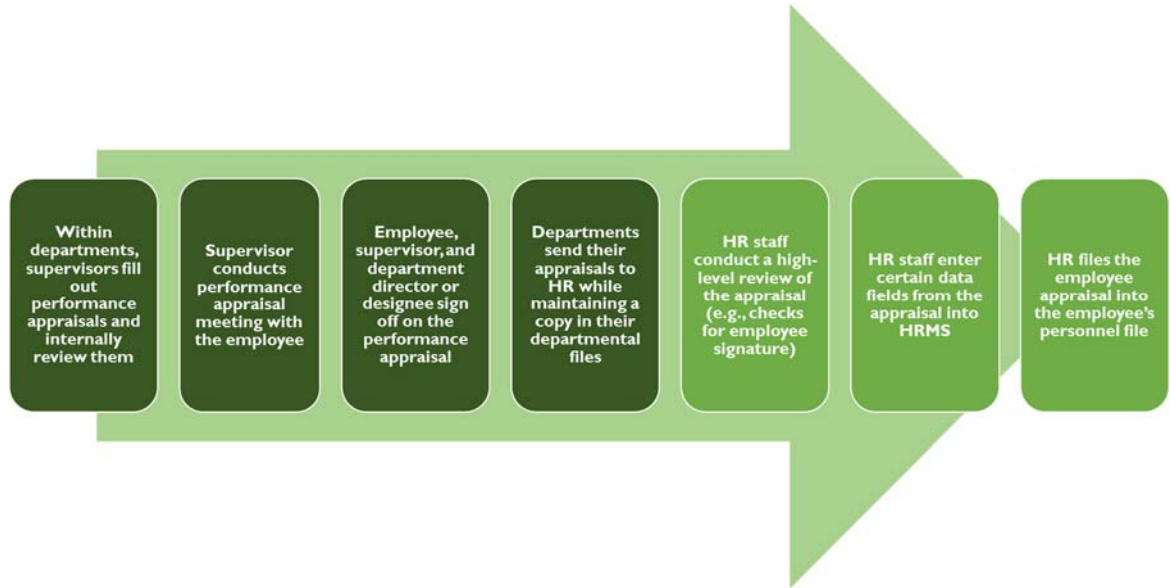 Within
departments,
supervisors fill
out
performance
appraisals and
internally
review them
Supervisor
conducts
performance
appraisal
meeting with
the employee
Employee,
supervisor, and
department
director or
designee sign
off on the
performance
appraisal
Departments
send their
appraisals to
HR while
maintaining a
copy in their
departmental
files
HR staff
conduct a high-
level review of
the appraisal
(e.g., checks
for employee
signature)
HR staff enter
certain data
fields from the
appraisal into
HRMS
HR files the
employee
appraisal into
the employee's
personnel file